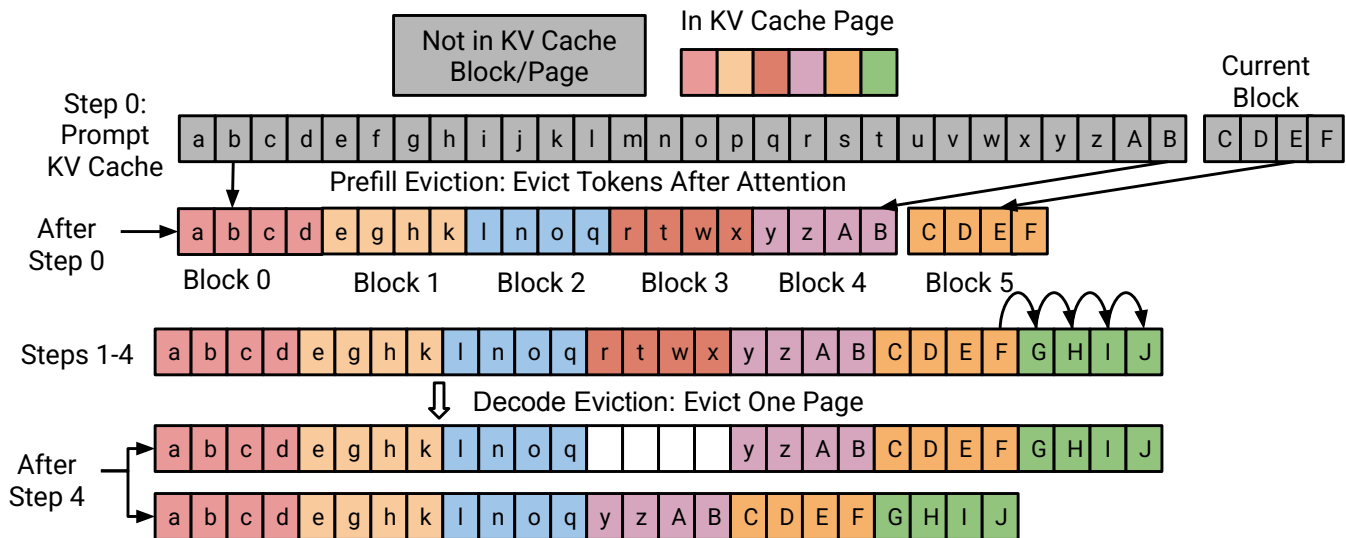 In KV Cache Page
Not in KV Cache
Block/Page
Current
Block
Step 0:
Prompt
KV Cache
a b c d e f g h i j k l m n o p q r s t u v w x y z A B C D E F
Prefill Eviction: Evict Tokens After Attention
After
Step 0
a b c d e g h k l n o q r t w x y z A B C D E F
Block 0 Block 1 Block 2 Block 3 Block 4 Block 5
Steps 1-4
a b c d e g h k l n o q r t w x y z A B C D E F G H I J
Decode Eviction: Evict One Page
After
Step 4
a b c d e g h k l n o q y z A B C D E F G H I J
a b c d e g h k l n o q y z A B C D E F G H I J